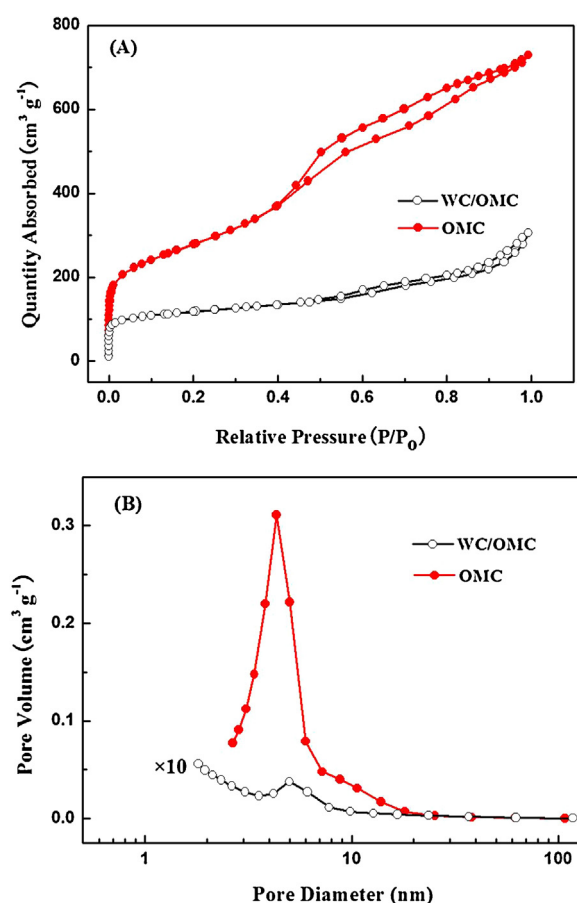 (A)
800
600
400
200
0
Quantity Absorbed (cm³ g⁻¹)
WC/OMC
OMC
0.0 0.2 0.4 0.6 0.8 1.0
Relative Pressure (P/Pₒ)
(B)
0.3
0.2
0.1
0.0
Pore Volume (cm³ g⁻¹)
WC/OMC
OMC
×10
1 10 100
Pore Diameter (nm)